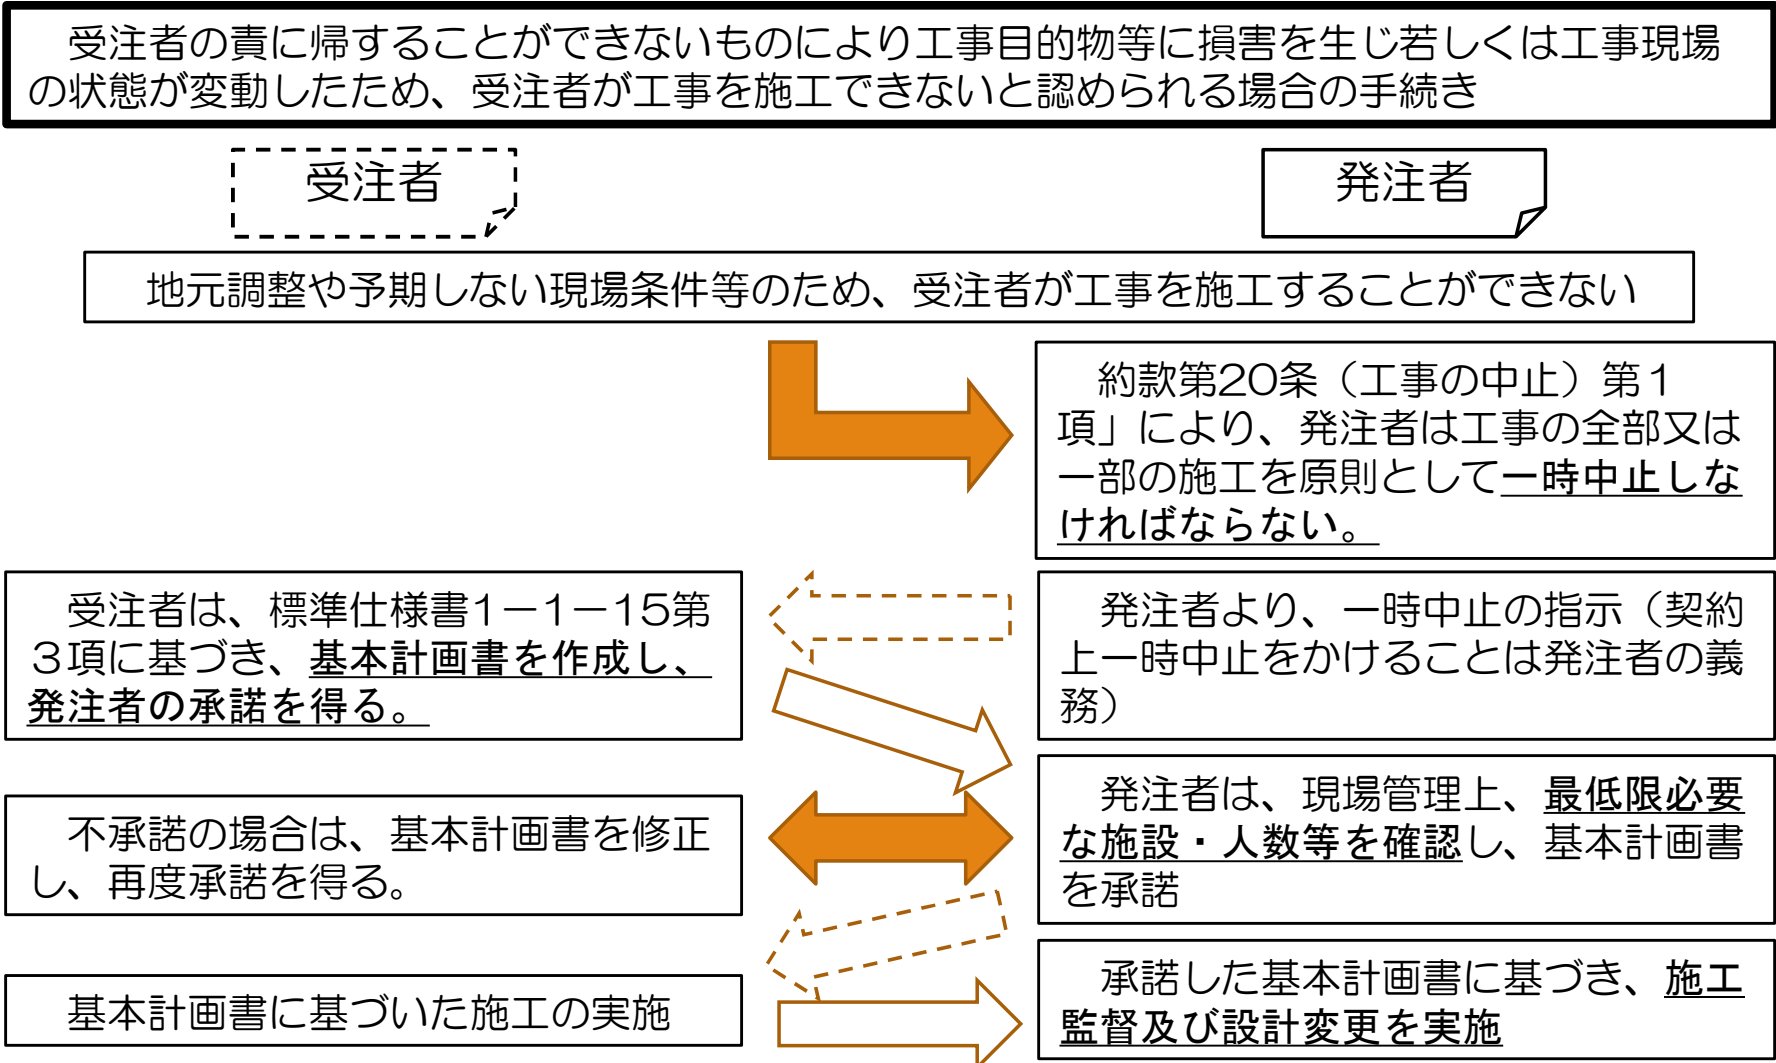 受注者の責に帰することができないものにより工事目的物等に損害を生じ若しくは工事現場
の状態が変動したため、受注者が工事を施工できないと認められる場合の手続き
受注者
発注者
地元調整や予期しない現場条件等のため、受注者が工事を施工することができない
　約款第20条（工事の中止）第１
項」により、発注者は工事の全部又は
一部の施工を原則として一時中止しな
ければならない。
　受注者は、標準仕様書1－1－15第
３項に基づき、基本計画書を作成し、
発注者の承諾を得る。
　発注者より、一時中止の指示（契約
上一時中止をかけることは発注者の義
務）
　発注者は、現場管理上、最低限必要
な施設・人数等を確認し、基本計画書
を承諾
　不承諾の場合は、基本計画書を修正
し、再度承諾を得る。
　基本計画書に基づいた施工の実施
　承諾した基本計画書に基づき、施工
監督及び設計変更を実施